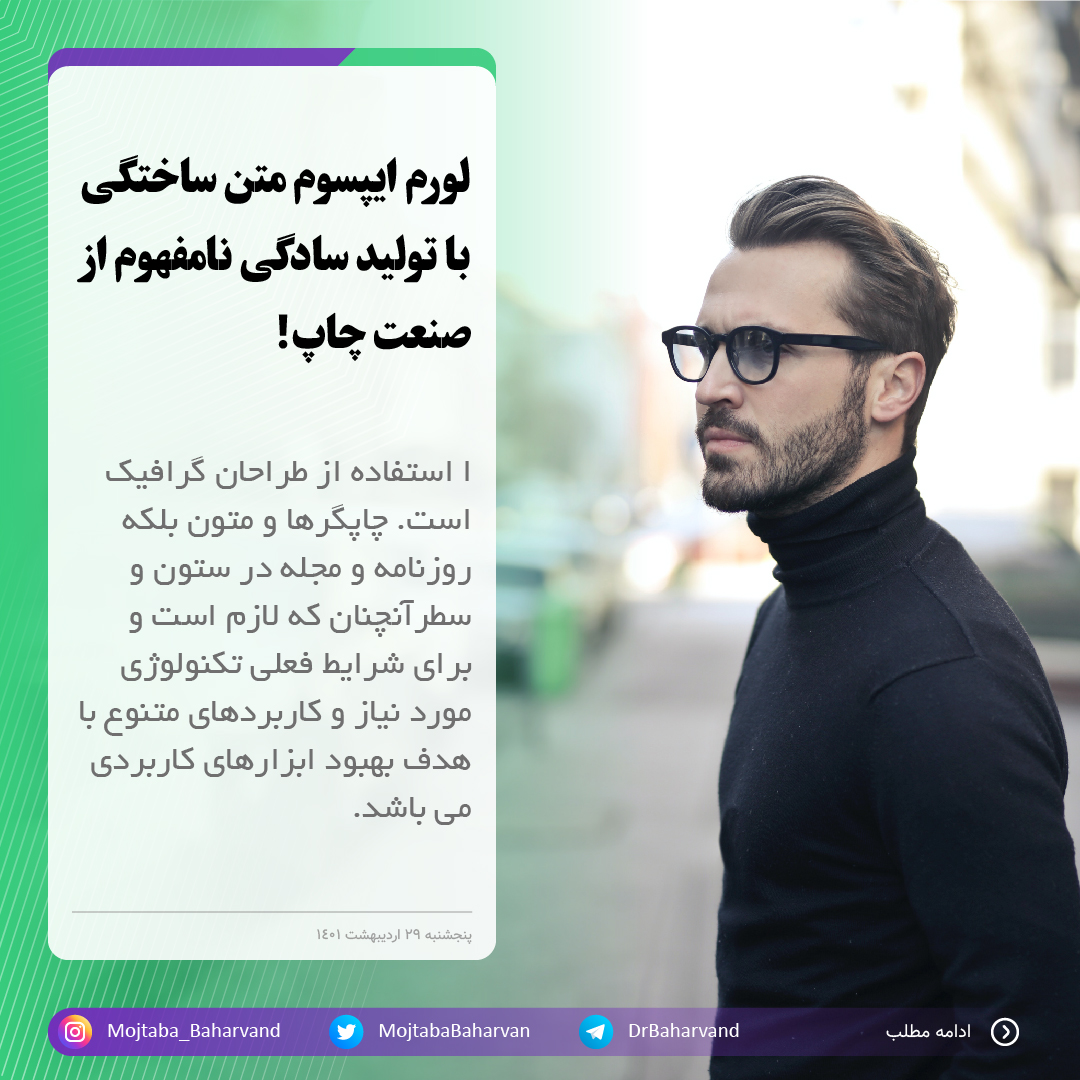 لورم ایپسوم متن ساختگی
با تولید سادگی نامفهوم از
صنعت چاپ!
ا استفاده از طراحان گرافیک
است. چاپگرها و متون بلکه
روزنامه و مجله در ستون و
سطرآنچنان که لازم است و
برای شرایط فعلی تکنولوژی
مورد نیاز و کاربردهای متنوع با
هدف بهبود ابزارهای کاربردی
می باشد.
پنجشنبه ۲۹ اردیبهشت ۱۴۰۱
Mojtaba_Baharvand
MojtabaBaharvan
DrBaharvand
ادامه مطلب